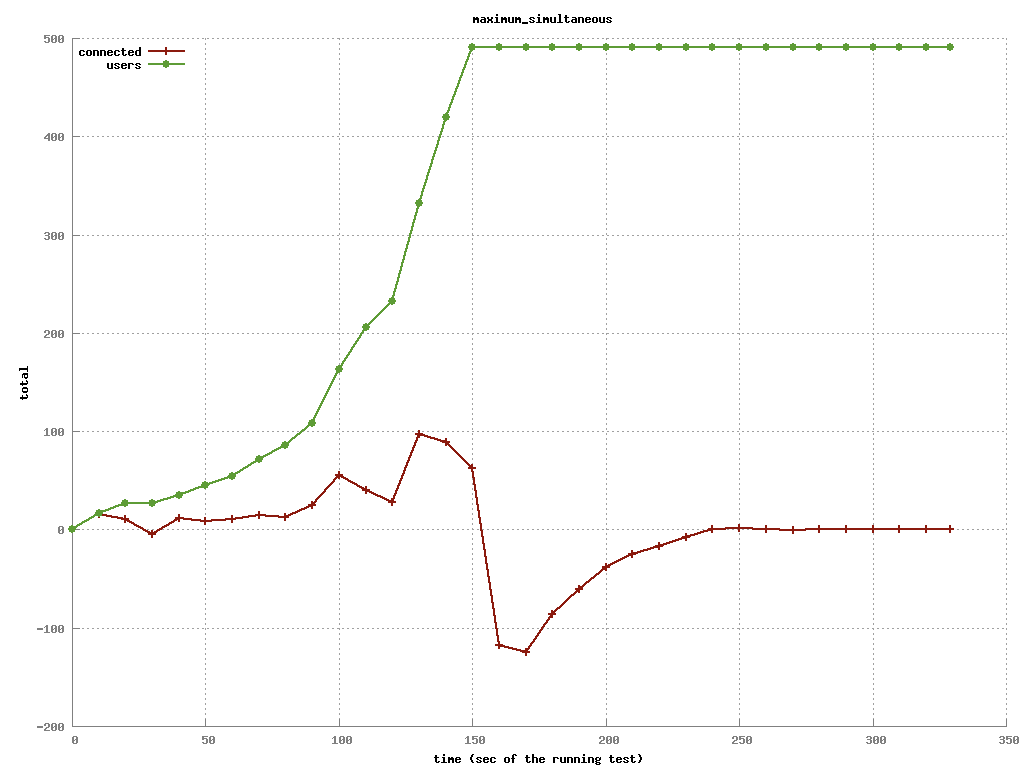 maximum_simultaneous
connected
users
500
400
300
200
100
0
-100
-200
total
0 50 100 150 200 250 300 350
time (sec of the running test)